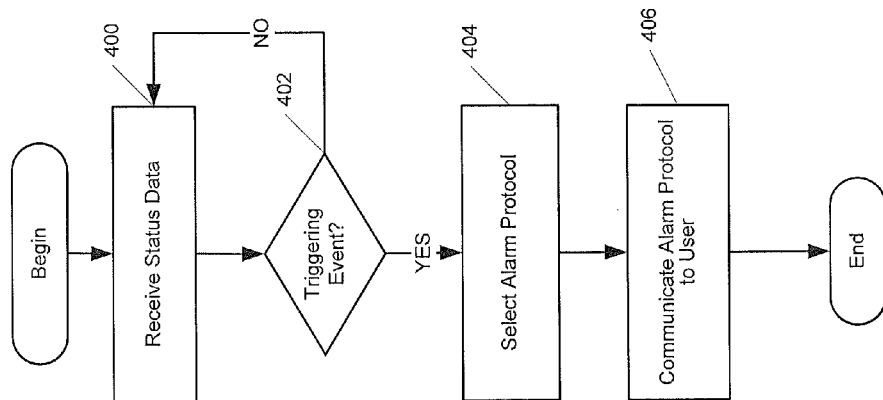 Begin
400
Receive Status Data
NO
402
Triggering
Event?
YES
404
Select Alarm Protocol
406
Communicate Alarm Protocol
to User
End